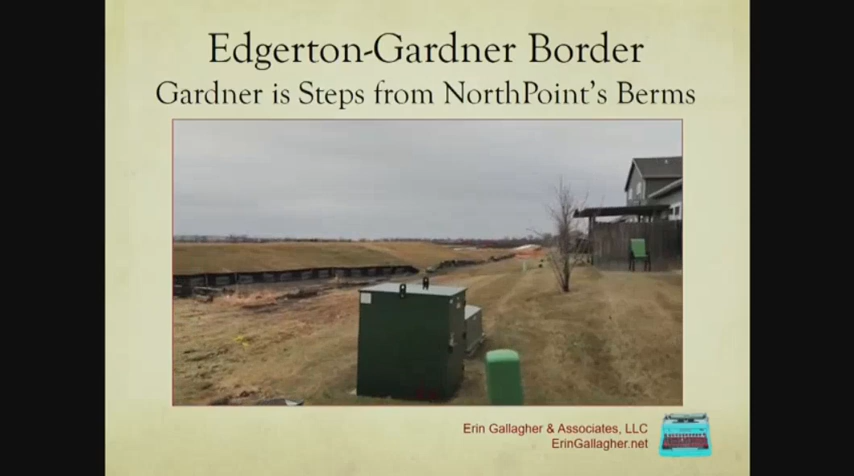 Edgerton-Gardner Border
Gardner is Steps from NorthPoint's Berms
Erin Gallagher & Associates, LLC
ErinGallagher.net